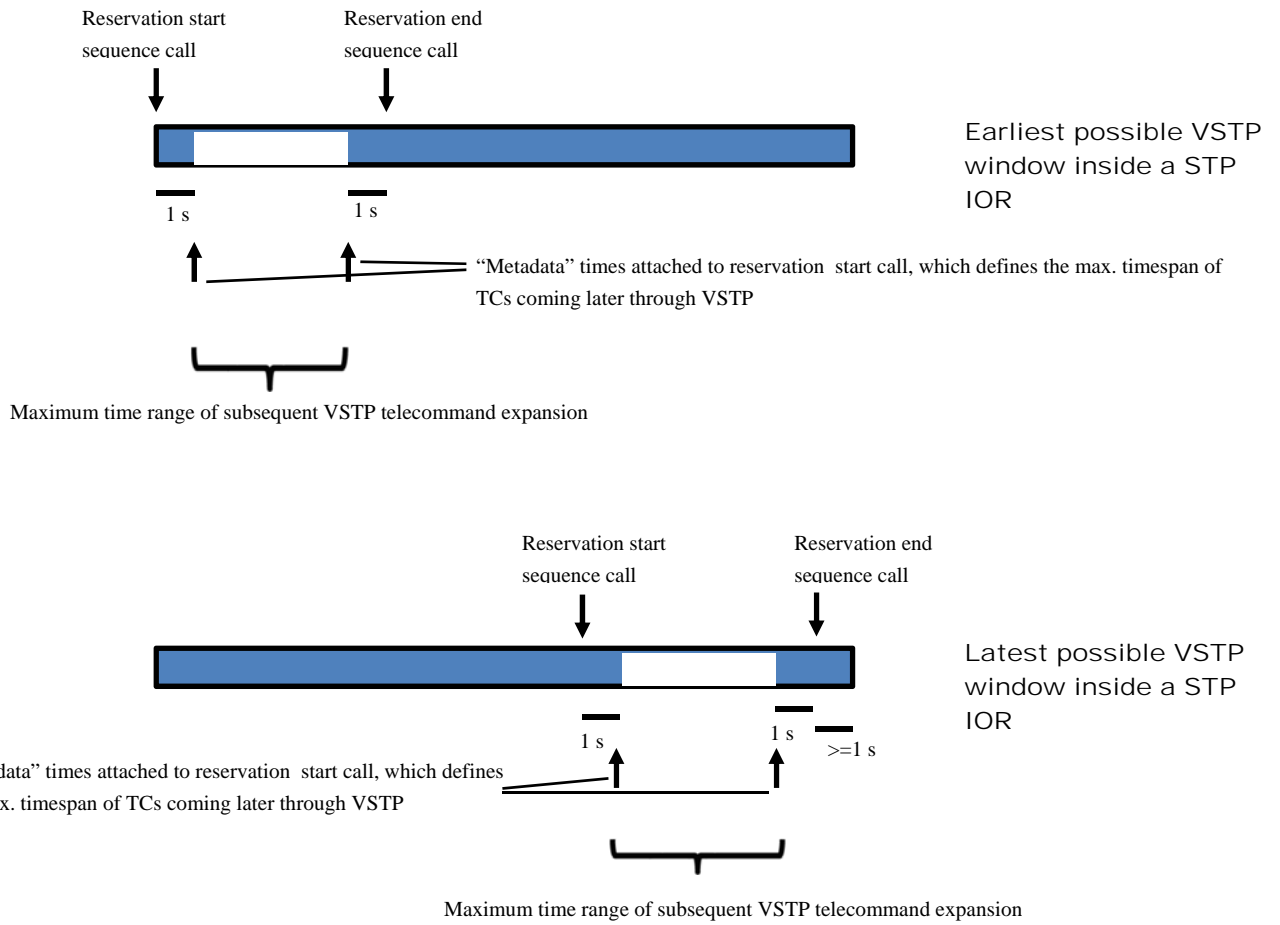 Reservation start
sequence call
Reservation end
sequence call
Earliest possible VSTP
window inside a STP
IOR
1 s
1 s
“Metadata” times attached to reservation start call, which defines the max. timespan of
TCs coming later through VSTP
Maximum time range of subsequent VSTP telecommand expansion
Reservation start
sequence call
Reservation end
sequence call
Latest possible VSTP
window inside a STP
IOR
1 s
1 s
>=1 s
data” times attached to reservation start call, which defines
x. timespan of TCs coming later through VSTP
Maximum time range of subsequent VSTP telecommand expansion